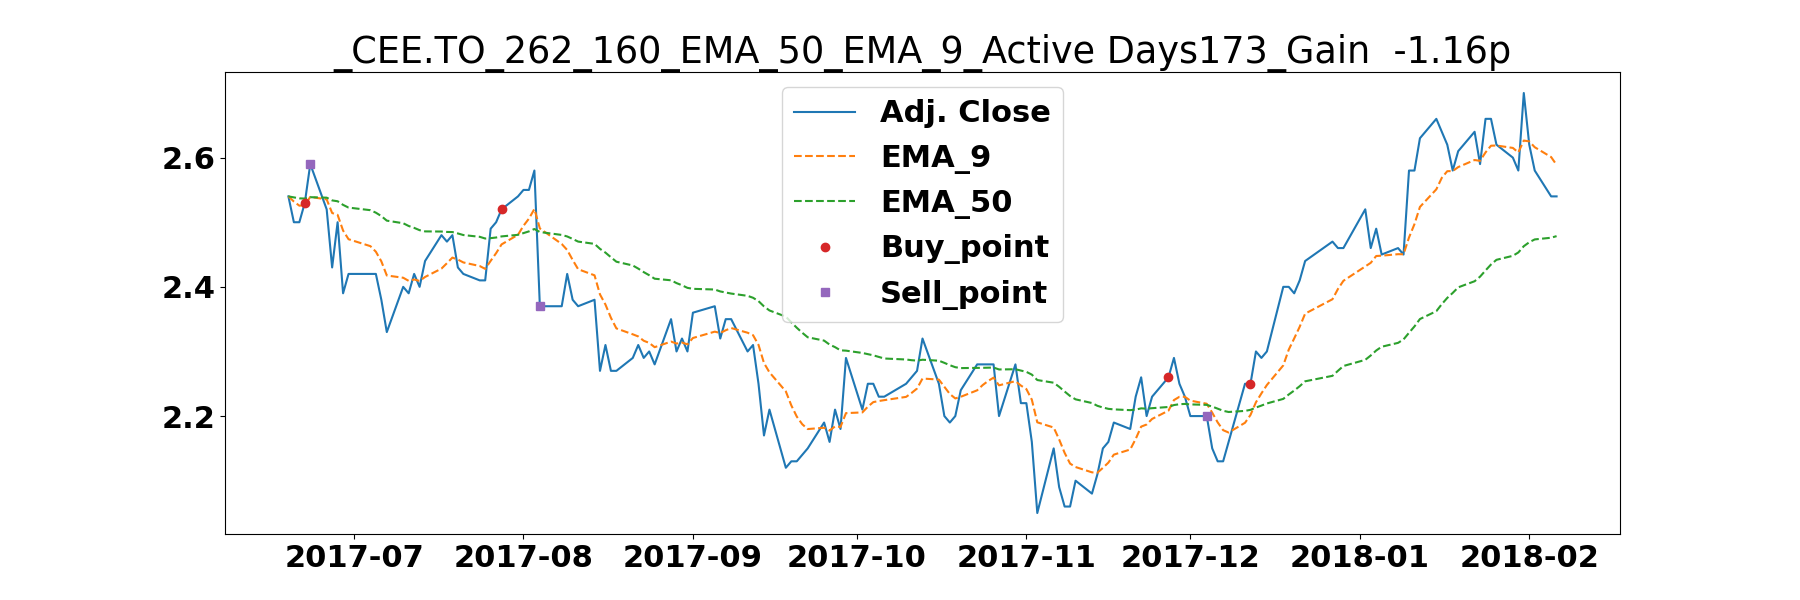 _CEE.TO_262_160_EMA_50_EMA_9_Active Days173_Gain  -1.16p
Adj. Close
EMA_9
EMA_50
Buy_point
Sell_point
2.6
2.4
2.2
2017-07 2017-08 2017-09 2017-10 2017-11 2017-12 2018-01 2018-02